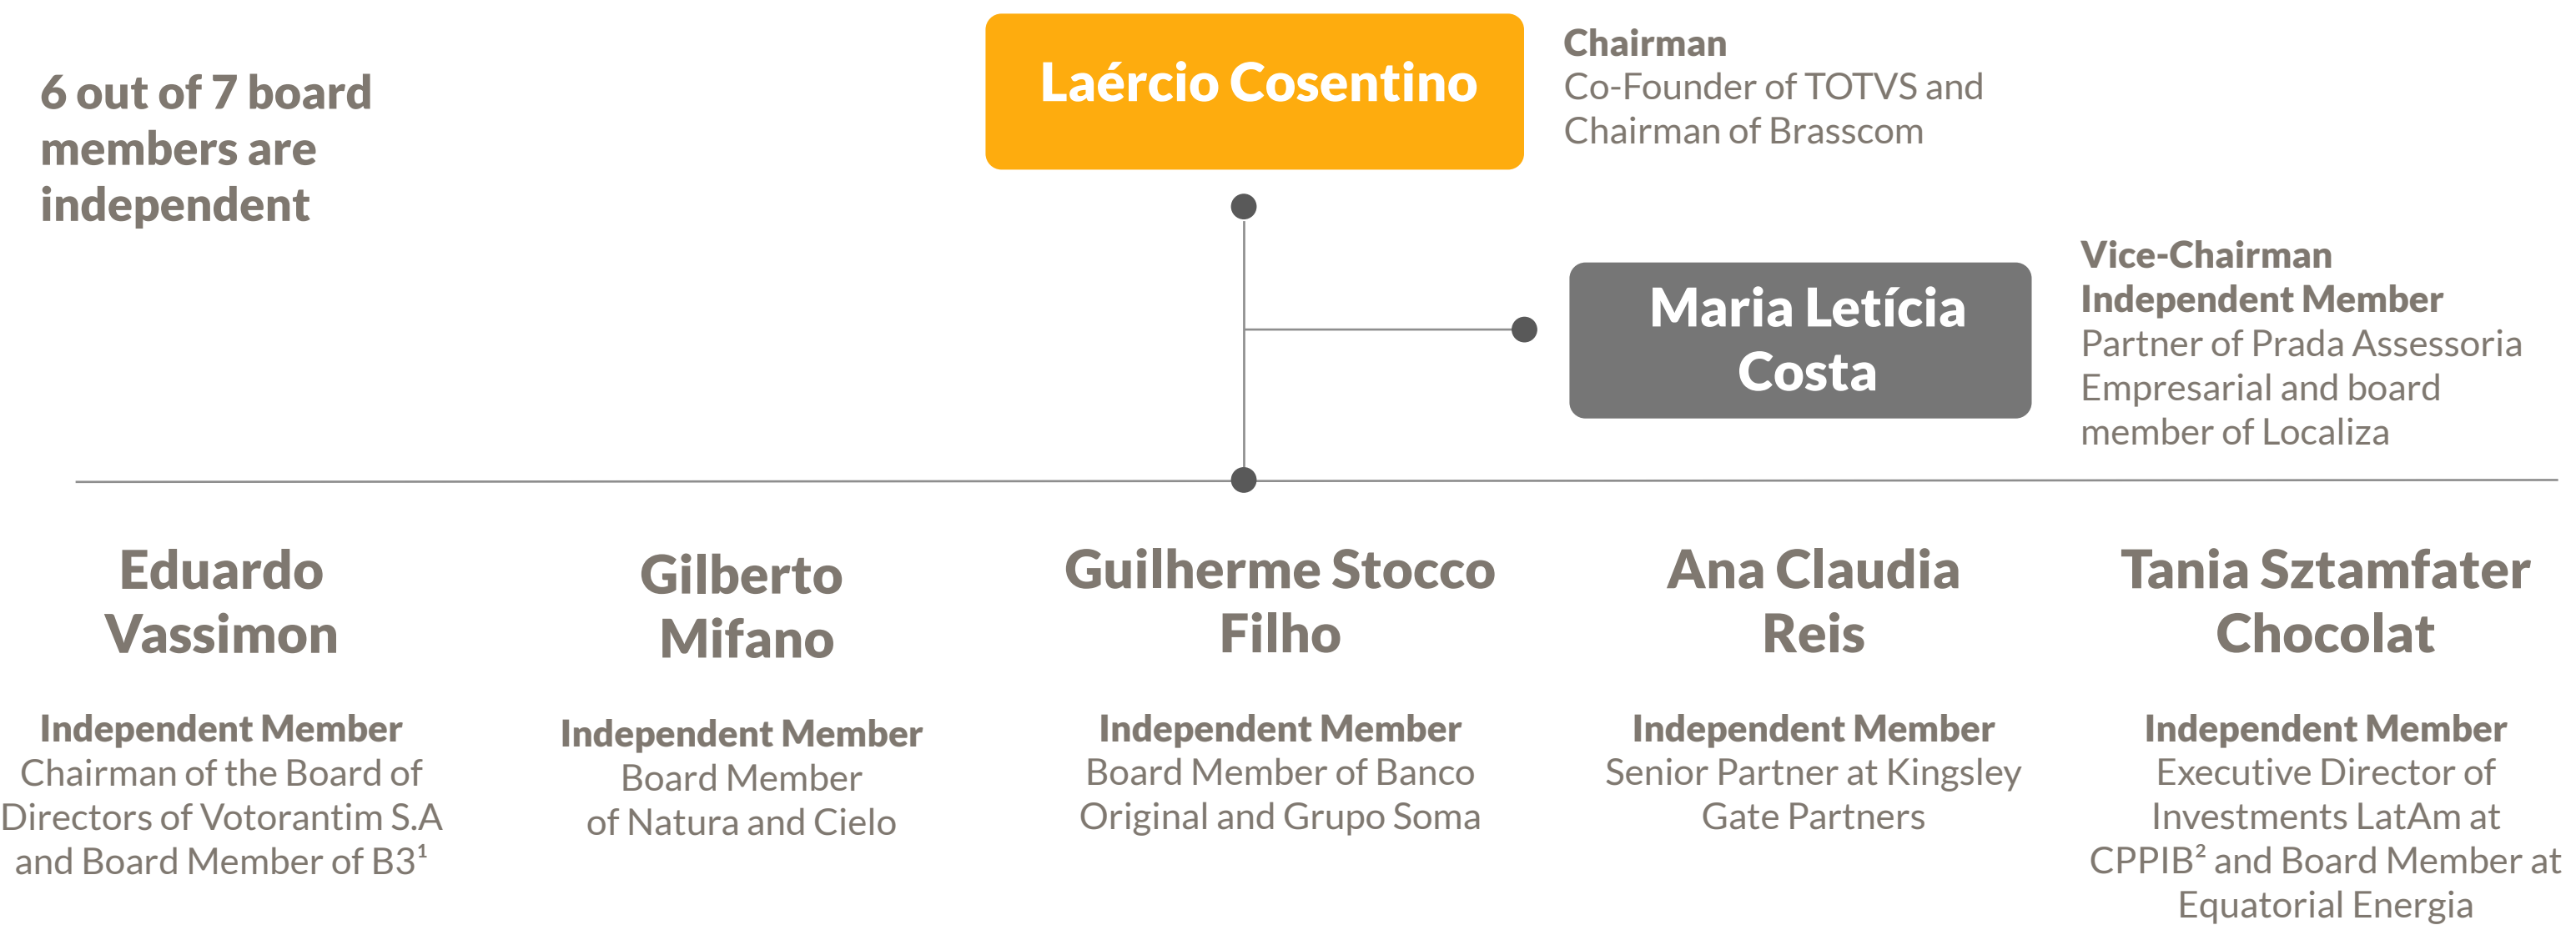 6 out of 7 board
members are
independent
Laércio Cosentino
Chairman
Co-Founder of TOTVS and
Chairman of Brasscom
Maria Letícia
Costa
Vice-Chairman
Independent Member
Partner of Prada Assessoria
Empresarial and board
member of Localiza
Eduardo
Vassimon
Independent Member
Chairman of the Board of
Directors of Votorantim S.A
and Board Member of B3¹
Gilberto
Mifano
Independent Member
Board Member
of Natura and Cielo
Guilherme Stocco
Filho
Independent Member
Board Member of Banco
Original and Grupo Soma
Ana Claudia
Reis
Independent Member
Senior Partner at Kingsley
Gate Partners
Tania Sztamfater
Chocolat
Independent Member
Executive Director of
Investments LatAm at
CPPIB² and Board Member at
Equatorial Energia